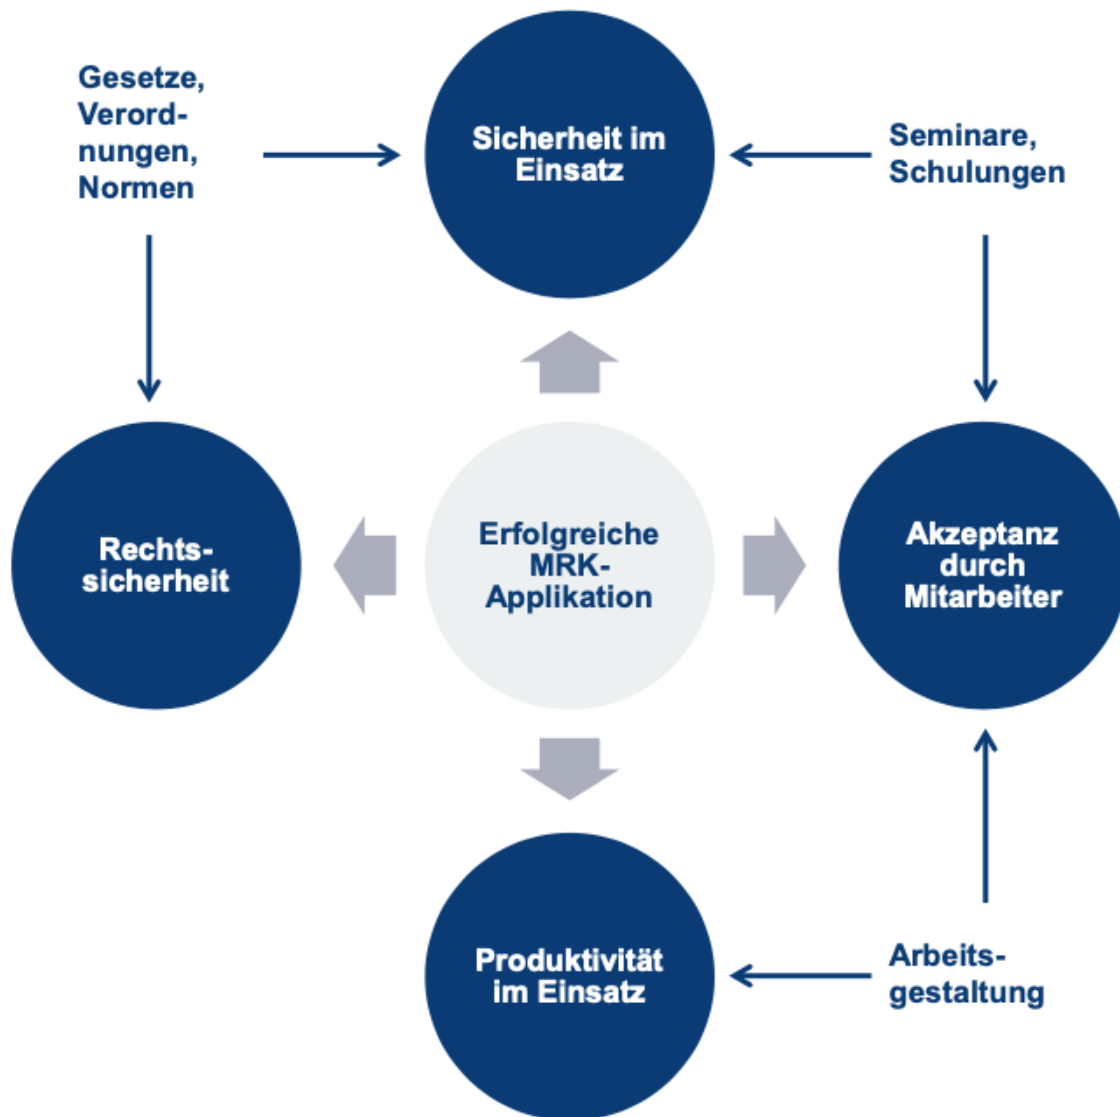 Gesetze,
Verord-
nungen,
Normen
Sicherheit im
Einsatz
Seminare,
Schulungen
Rechts-
sicherheit
Erfolgreiche
MRK-
Applikation
Akzeptanz
durch
Mitarbeiter
Produktivität
im Einsatz
Arbeits-
gestaltung